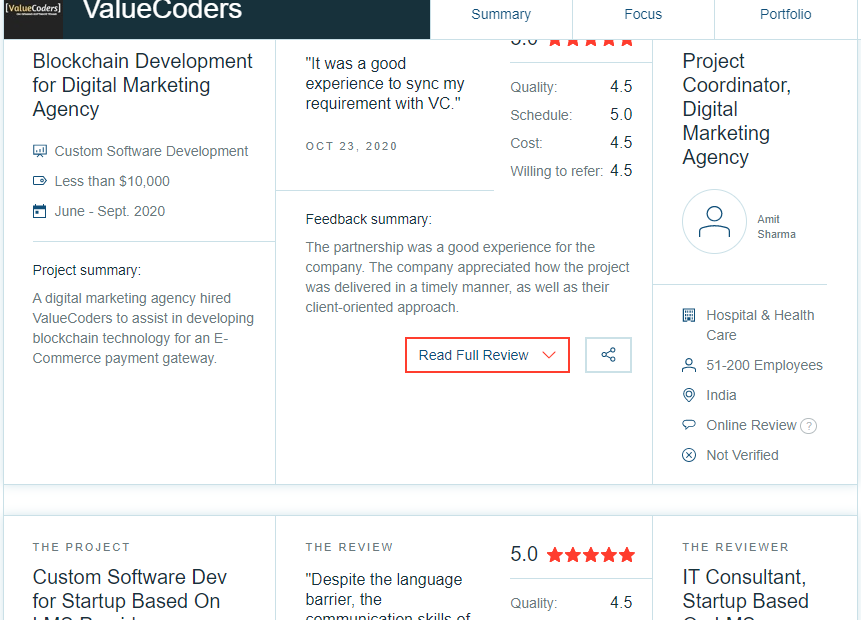 [ValueCoders]
ValueCoders
Summary
Focus
Portfolio
Blockchain Development
for Digital Marketing
Agency
Custom Software Development
Less than $10,000
June - Sept. 2020
Project summary:
A digital marketing agency hired
ValueCoders to assist in developing
blockchain technology for an E-
Commerce payment gateway.
"It was a good
experience to sync my
requirement with VC."
OCT 23, 2020
5.0
Quality: 4.5
Schedule: 5.0
Cost: 4.5
Willing to refer: 4.5
Feedback summary:
The partnership was a good experience for the
company. The company appreciated how the project
was delivered in a timely manner, as well as their
client-oriented approach.
Read Full Review
Project
Coordinator,
Digital
Marketing
Agency
Amit
Sharma
Hospital & Health
Care
51-200 Employees
India
Online Review ?
Not Verified
THE PROJECT
Custom Software Dev
for Startup Based On
THE REVIEW
"Despite the language
barrier, the
communication skills of
5.0
Quality: 4.5
THE REVIEWER
IT Consultant,
Startup Based